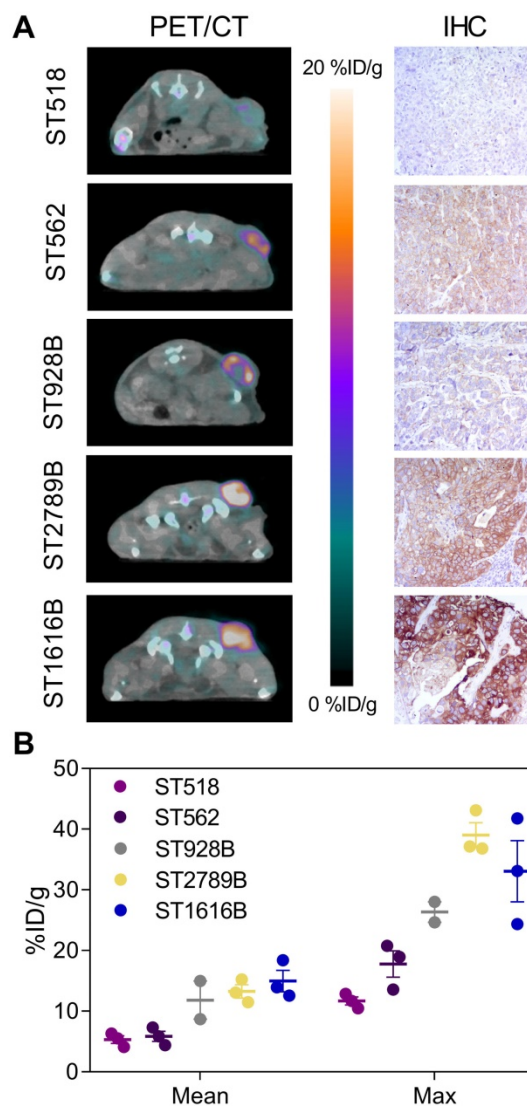 A
PET/CT
IHC
ST518
20 %ID/g
ST562
ST928B
ST2789B
ST1616B
0 %ID/g
B
50
40
30
20
10
0
%ID/g
ST518
ST562
ST928B
ST2789B
ST1616B
Mean
Max